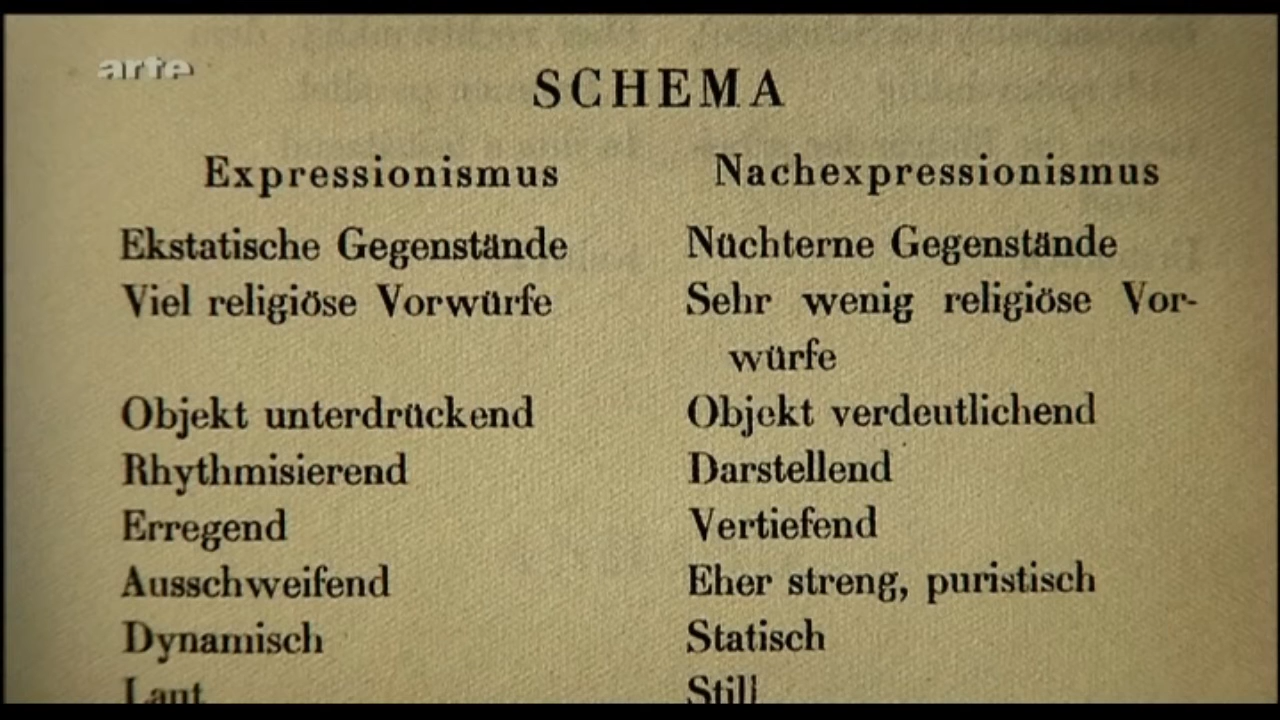 arte
SCHEMA
Expressionismus
Nachexpressionismus
Ekstatische Gegenstände
Nüchterne Gegenstände
Viel religiöse Vorwürfe
Sehr wenig religiöse Vor-
würfe
Objekt unterdrückend
Objekt verdeutlichend
Rhythmisierend
Darstellend
Erregend
Vertiefend
Ausschweifend
Eher streng, puristisch
Dynamisch
Statisch
Laut
Still